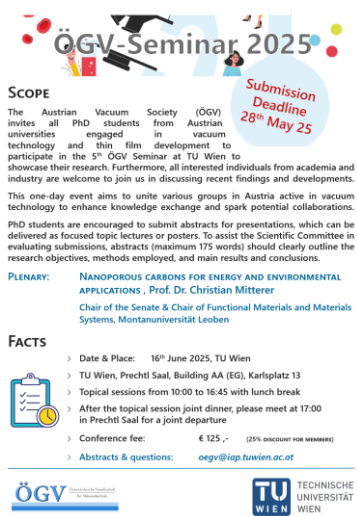 ÖGV-Seminar 2025
Submission
Deadline
28th May 25
SCOPE
The Austrian Vacuum Society (ÖGV)
invites all PhD students from Austrian
universities engaged in vacuum
technology and thin film development to
participate in the 5th ÖGV Seminar at TU Wien to
showcase their research. Furthermore, all interested individuals from academia and
industry are welcome to join us in discussing recent findings and developments.
This one-day event aims to unite various groups in Austria active in vacuum
technology to enhance knowledge exchange and spark potential collaborations.
PhD students are encouraged to submit abstracts for presentations, which can be
delivered as focused topic lectures or posters. To assist the Scientific Committee in
evaluating submissions, abstracts (maximum 175 words) should clearly outline the
research objectives, methods employed, and main results and conclusions.
PLENARY: NANOPOROUS CARBONS FOR ENERGY AND ENVIRONMENTAL
APPLICATIONS , Prof. Dr. Christian Mitterer
Chair of the Senate & Chair of Functional Materials and Materials
Systems, Montanuniversität Leoben
FACTS
> Date & Place: 16th June 2025, TU Wien
> TU Wien, Prechtl Saal, Building AA (EG), Karlsplatz 13
> Topical sessions from 10:00 to 16:45 with lunch break
> After the topical session joint dinner, please meet at 17:00
in Prechtl Saal for a joint departure
> Conference fee: € 125 ,- (25% DISCOUNT FOR MEMBERS)
> Abstracts & questions: oegv@iap.tuwien.ac.at
ÖGV Österreichische Gesellschaft
für Vakuumtechnik
TU
WIEN
TECHNISCHE
UNIVERSITÄT
WIEN